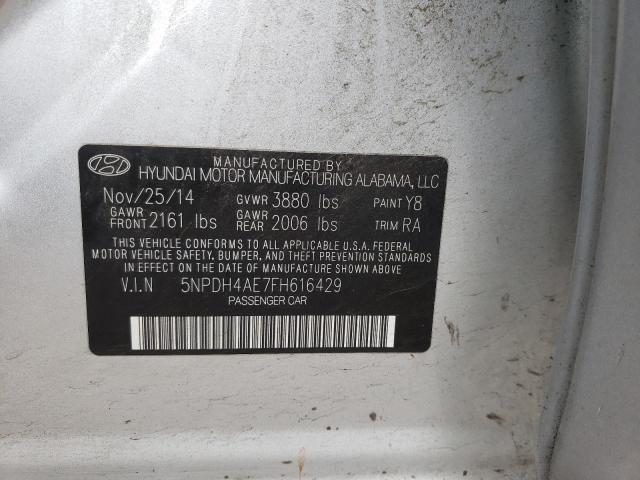 MANUFACTURED BY
HYUNDAI MOTOR MANUFACTURING ALABAMA, LLC
Nov/25/14 GVWR 3880 lbs PAINT Y8
GAWR FRONT 2161 lbs GAWR REAR 2006 lbs TRIM RA
THIS VEHICLE CONFORMS TO ALL APPLICABLE U.S.A. FEDERAL
MOTOR VEHICLE SAFETY, BUMPER, AND THEFT PREVENTION STANDARDS
IN EFFECT ON THE DATE OF MANUFACTURE SHOWN ABOVE.
V.I.N 5NPDH4AE7FH616429
PASSENGER CAR